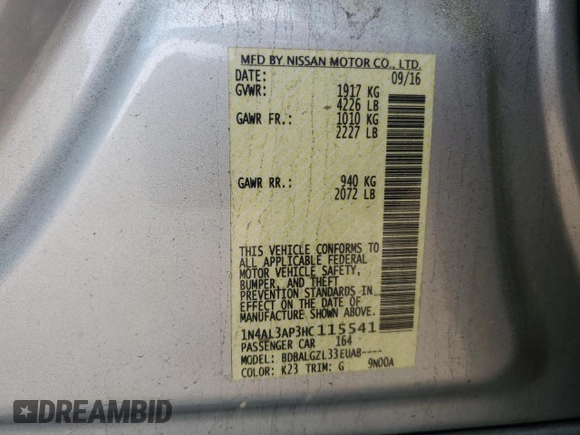 MFD BY NISSAN MOTOR CO., LTD.
DATE: 09/16
GVWR: 1917 KG
4226 LB
GAWR FR.: 1010 KG
2227 LB
GAWR RR.: 940 KG
2072 LB
THIS VEHICLE CONFORMS TO
ALL APPLICABLE FEDERAL
MOTOR VEHICLE SAFETY,
BUMPER, AND THEFT
PREVENTION STANDARDS IN
EFFECT ON THE DATE OF
MANUFACTURE SHOWN ABOVE.
1N4AL3AP3HC115541
PASSENGER CAR 164
MODEL: BDBALGZL33EUAB----
COLOR: K23 TRIM: G 9N00A
DREAMBID